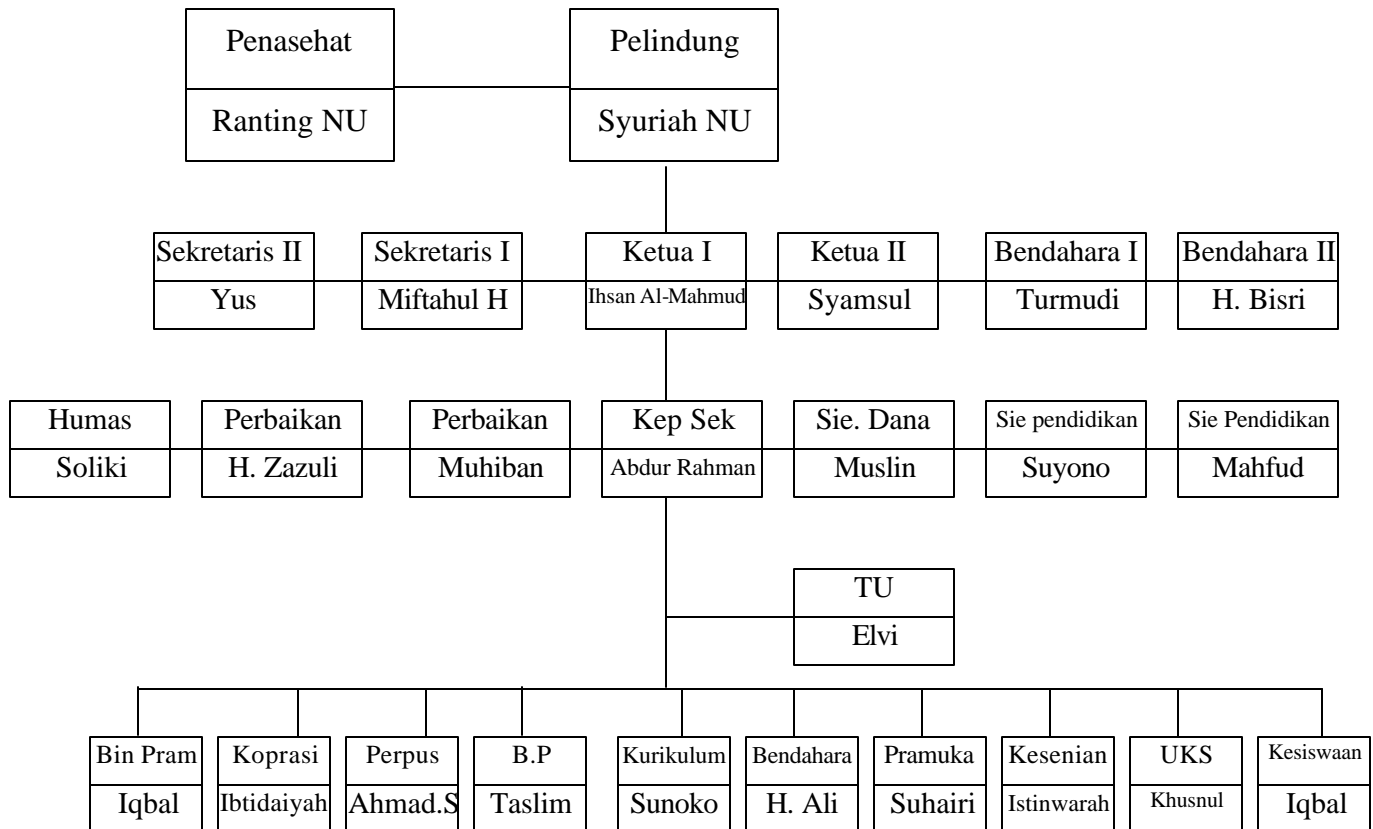 Penasehat
Pelindung
Ranting NU
Syuriah NU
Sekretaris II
Sekretaris I
Ketua I
Ketua II
Bendahara I
Bendahara II
Yus
Miftahul H
Ihsan Al-Mahmud
Syamsul
Turmudi
H. Bisri
Humas
Perbaikan
Perbaikan
Kep Sek
Sie. Dana
Sie pendidikan
Sie Pendidikan
Soliki
H. Zazuli
Muhiban
Abdur Rahman
Muslin
Suyono
Mahfud
TU
Elvi
Bin Pram
Koprasi
Perpus
B.P
Kurikulum
Bendahara
Pramuka
Kesenian
UKS
Kesiswaan
Iqbal
Ibtidaiyah
Ahmad.S
Taslim
Sunoko
H. Ali
Suhairi
Istinwarah
Khusnul
Iqbal